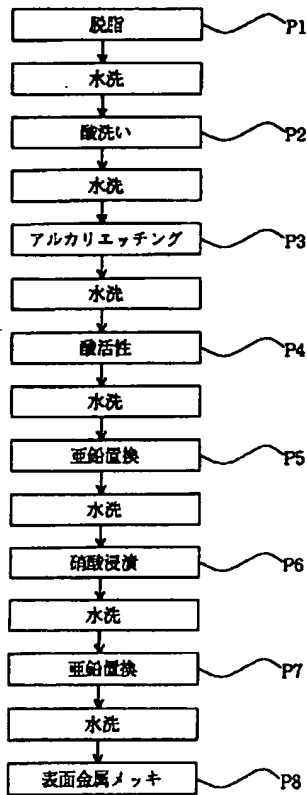 脱脂 P1
水洗
酸洗い P2
水洗
アルカリエッチング P3
水洗
酸活性 P4
水洗
亜鉛置換 P5
水洗
硝酸浸漬 P6
水洗
亜鉛置換 P7
水洗
表面金属メッキ P8